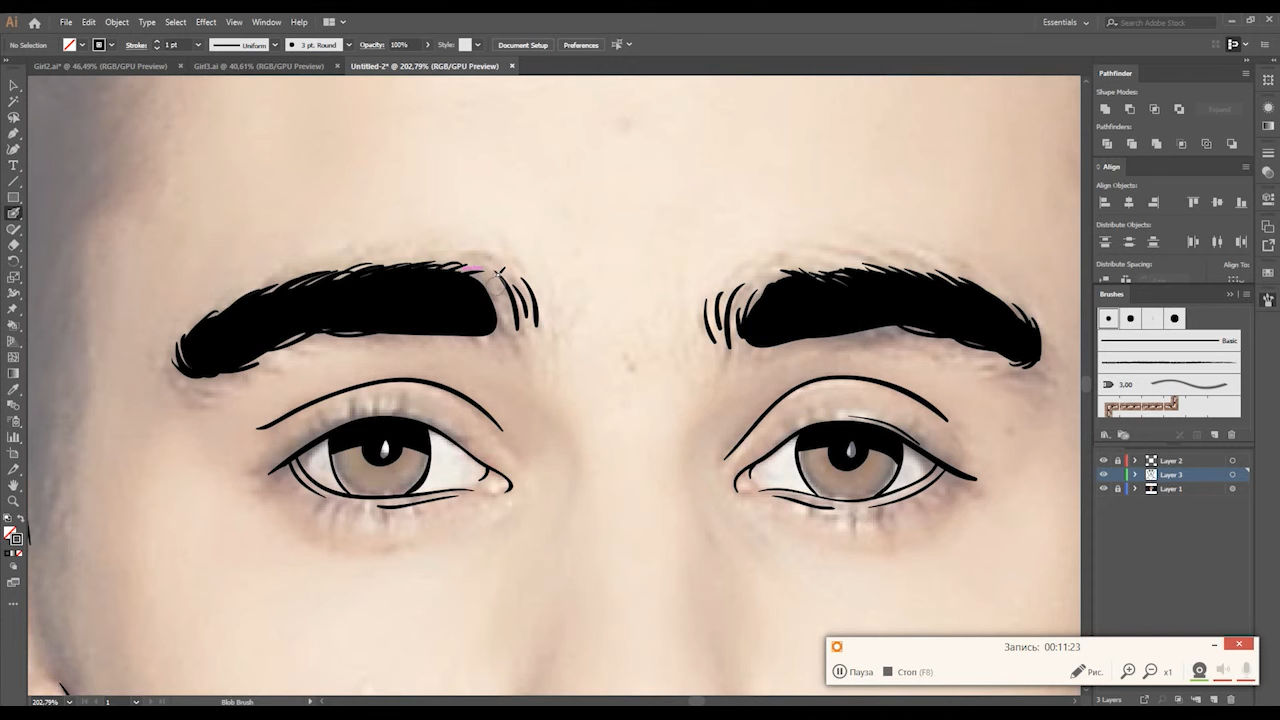 Ai File Edit Object Type Select Effect View Window Help Essentials Search Adobe Stock
No Selection Stroke: 1 pt Uniform 3 pt. Round Opacity: 100% Style: Document Setup Preferences
Girl2.ai* @ 46,49% (RGB/GPU Preview) × Girl3.ai @ 40,61% (RGB/GPU Preview) × Untitled-2* @ 202,79% (RGB/GPU Preview) ×
Pathfinder
Shape Modes:
Expand
Pathfinders:
Align
Align Objects:
Distribute Objects:
Distribute Spacing: Align To:
Brushes
Basic
3,00
Layer 2
Layer 3
Layer 1
Запись: 00:11:23
Пауза Стоп (F8) Рис. x1
202,79% 1 Blob Brush 3 Layers